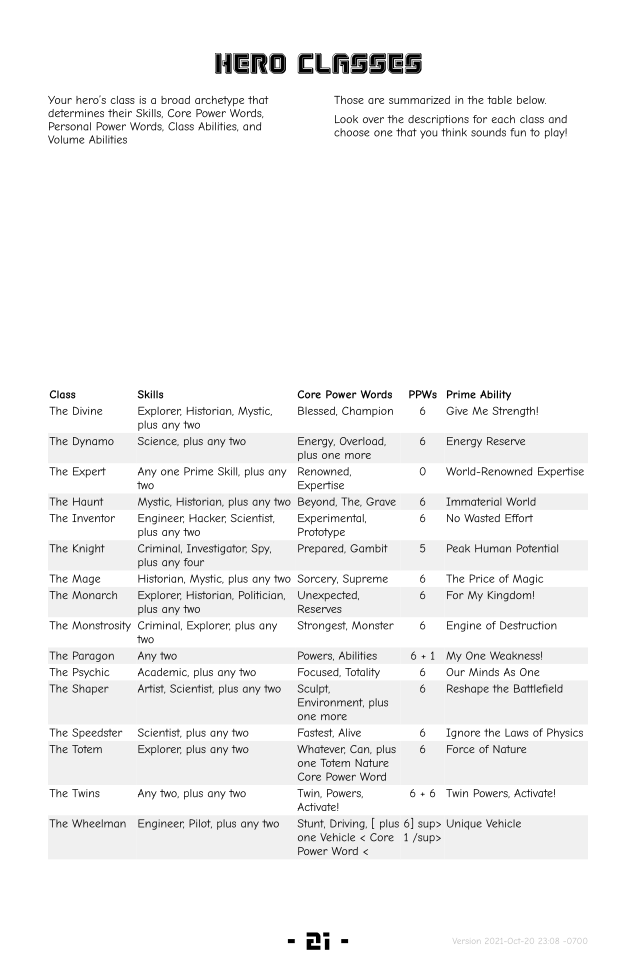 HERO CLASSES
Your hero's class is a broad archetype that
determines their Skills, Core Power Words,
Personal Power Words, Class Abilities, and
Volume Abilities
Those are summarized in the table below.
Look over the descriptions for each class and
choose one that you think sounds fun to play!
Class Skills Core Power Words PPWs Prime Ability
The Divine Explorer, Historian, Mystic, Blessed, Champion 6 Give Me Strength!
plus any two
The Dynamo Science, plus any two Energy, Overload, 6 Energy Reserve
plus one more
The Expert Any one Prime Skill, plus any Renowned, 0 World-Renowned Expertise
two Expertise
The Haunt Mystic, Historian, plus any two Beyond, The, Grave 6 Immaterial World
The Inventor Engineer, Hacker, Scientist, Experimental, 6 No Wasted Effort
plus any two Prototype
The Knight Criminal, Investigator, Spy, Prepared, Gambit 5 Peak Human Potential
plus any four
The Mage Historian, Mystic, plus any two Sorcery, Supreme 6 The Price of Magic
The Monarch Explorer, Historian, Politician, Unexpected, 6 For My Kingdom!
plus any two Reserves
The Monstrosity Criminal, Explorer, plus any Strongest, Monster 6 Engine of Destruction
two
The Paragon Any two Powers, Abilities 6 + 1 My One Weakness!
The Psychic Academic, plus any two Focused, Totality 6 Our Minds As One
The Shaper Artist, Scientist, plus any two Sculpt, 6 Reshape the Battlefield
Environment, plus
one more
The Speedster Scientist, plus any two Fastest, Alive 6 Ignore the Laws of Physics
The Totem Explorer, plus any two Whatever, Can, plus 6 Force of Nature
one Totem Nature
Core Power Word
The Twins Any two, plus any two Twin, Powers, 6 + 6 Twin Powers, Activate!
Activate!
The Wheelman Engineer, Pilot, plus any two Stunt, Driving, [ plus 6] sup> Unique Vehicle
one Vehicle < Core 1 /sup>
Power Word <
- 21 -
Version 2021-Oct-20 23:08 -0700